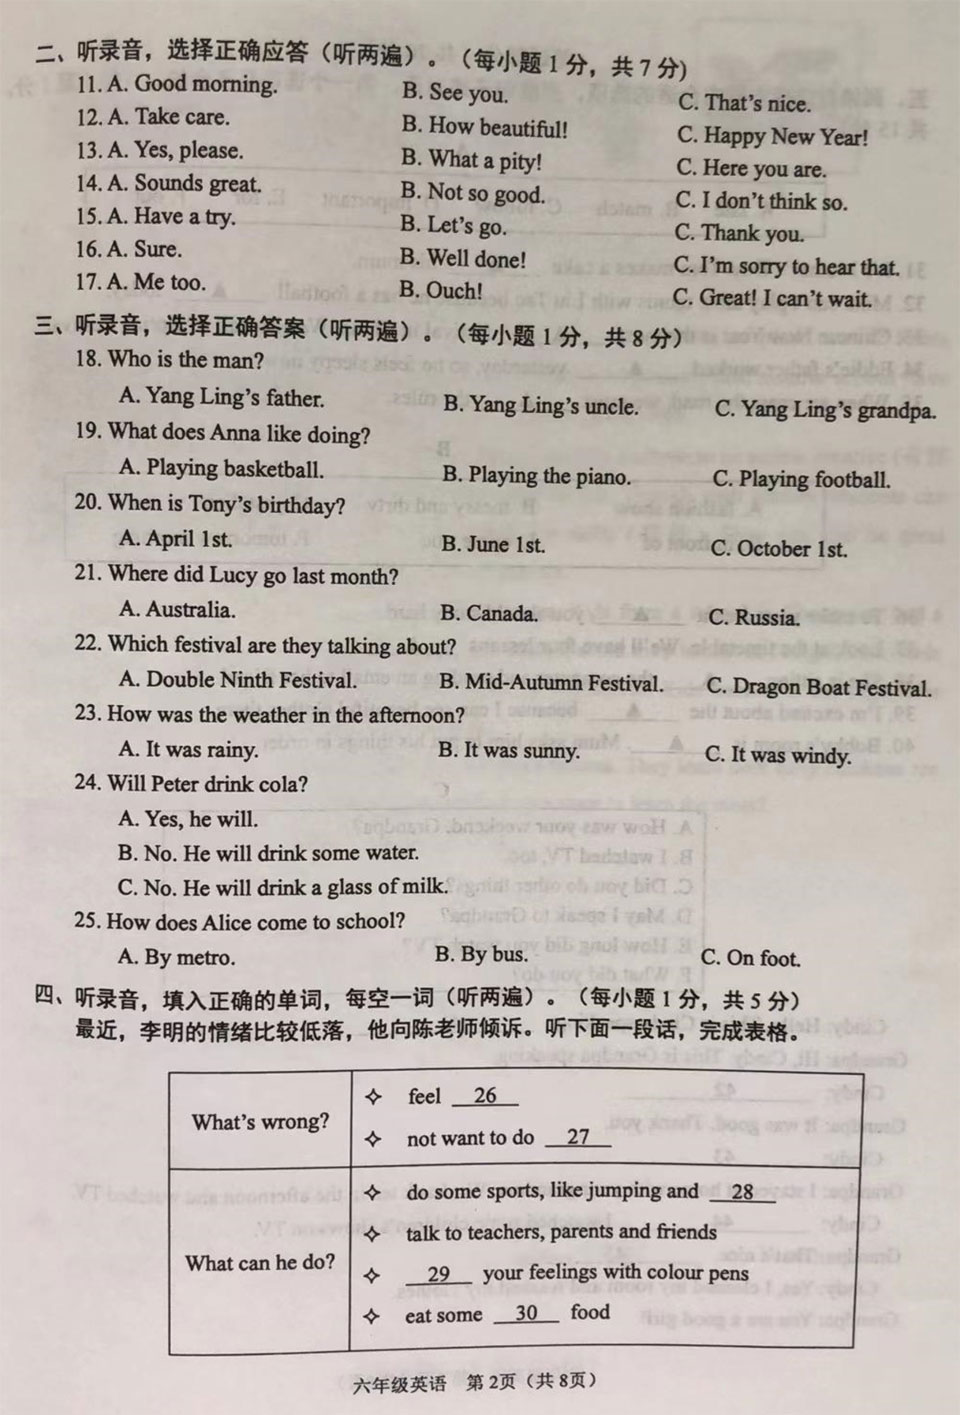 二、听录音，选择正确应答（听两遍）。（每小题 1 分，共 7 分)
11. A. Good morning. B. See you. C. That's nice.
12. A. Take care. B. How beautiful! C. Happy New Year!
13. A. Yes, please. B. What a pity! C. Here you are.
14. A. Sounds great. B. Not so good. C. I don't think so.
15. A. Have a try. B. Let's go. C. Thank you.
16. A. Sure. B. Well done! C. I'm sorry to hear that.
17. A. Me too. B. Ouch! C. Great! I can't wait.
三、听录音，选择正确答案（听两遍）。（每小题 1 分，共 8 分）
18. Who is the man?
A. Yang Ling's father. B. Yang Ling's uncle. C. Yang Ling's grandpa.
19. What does Anna like doing?
A. Playing basketball. B. Playing the piano. C. Playing football.
20. When is Tony's birthday?
A. April 1st. B. June 1st. C. October 1st.
21. Where did Lucy go last month?
A. Australia. B. Canada. C. Russia.
22. Which festival are they talking about?
A. Double Ninth Festival. B. Mid-Autumn Festival. C. Dragon Boat Festival.
23. How was the weather in the afternoon?
A. It was rainy. B. It was sunny. C. It was windy.
24. Will Peter drink cola?
A. Yes, he will.
B. No. He will drink some water.
C. No. He will drink a glass of milk.
25. How does Alice come to school?
A. By metro. B. By bus. C. On foot.
四、听录音，填入正确的单词，每空一词（听两遍）。（每小题 1 分，共 5 分）
最近，李明的情绪比较低落，他向陈老师倾诉。听下面一段话，完成表格。
What's wrong?
✧ feel 26
✧ not want to do 27
What can he do?
✧ do some sports, like jumping and 28
✧ talk to teachers, parents and friends
✧ 29 your feelings with colour pens
✧ eat some 30 food
六年级英语 第 2页（共 8页）